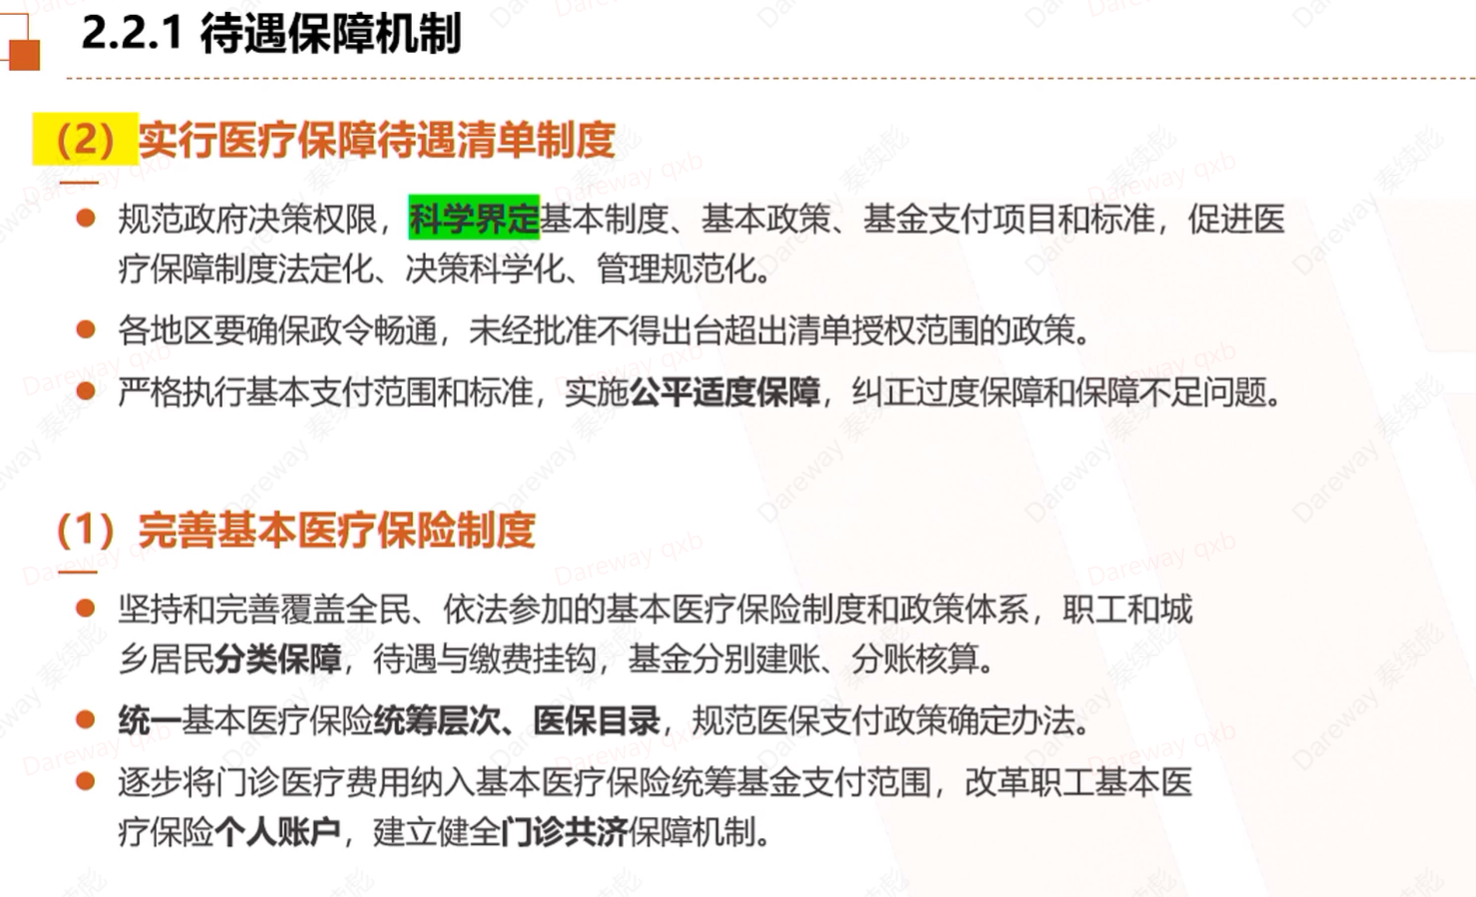 2.2.1 待遇保障机制
（2）实行医疗保障待遇清单制度
规范政府决策权限，科学界定基本制度、基本政策、基金支付项目和标准，促进医
疗保障制度法定化、决策科学化、管理规范化。
各地区要确保政令畅通，未经批准不得出台超出清单授权范围的政策。
严格执行基本支付范围和标准，实施公平适度保障，纠正过度保障和保障不足问题。
（1）完善基本医疗保险制度
坚持和完善覆盖全民、依法参加的基本医疗保险制度和政策体系，职工和城
乡居民分类保障，待遇与缴费挂钩，基金分别建账、分账核算。
统一基本医疗保险统筹层次、医保目录，规范医保支付政策确定办法。
逐步将门诊医疗费用纳入基本医疗保险统筹基金支付范围，改革职工基本医
疗保险个人账户，建立健全门诊共济保障机制。
Dareway 秦续彪
Dareway qxb